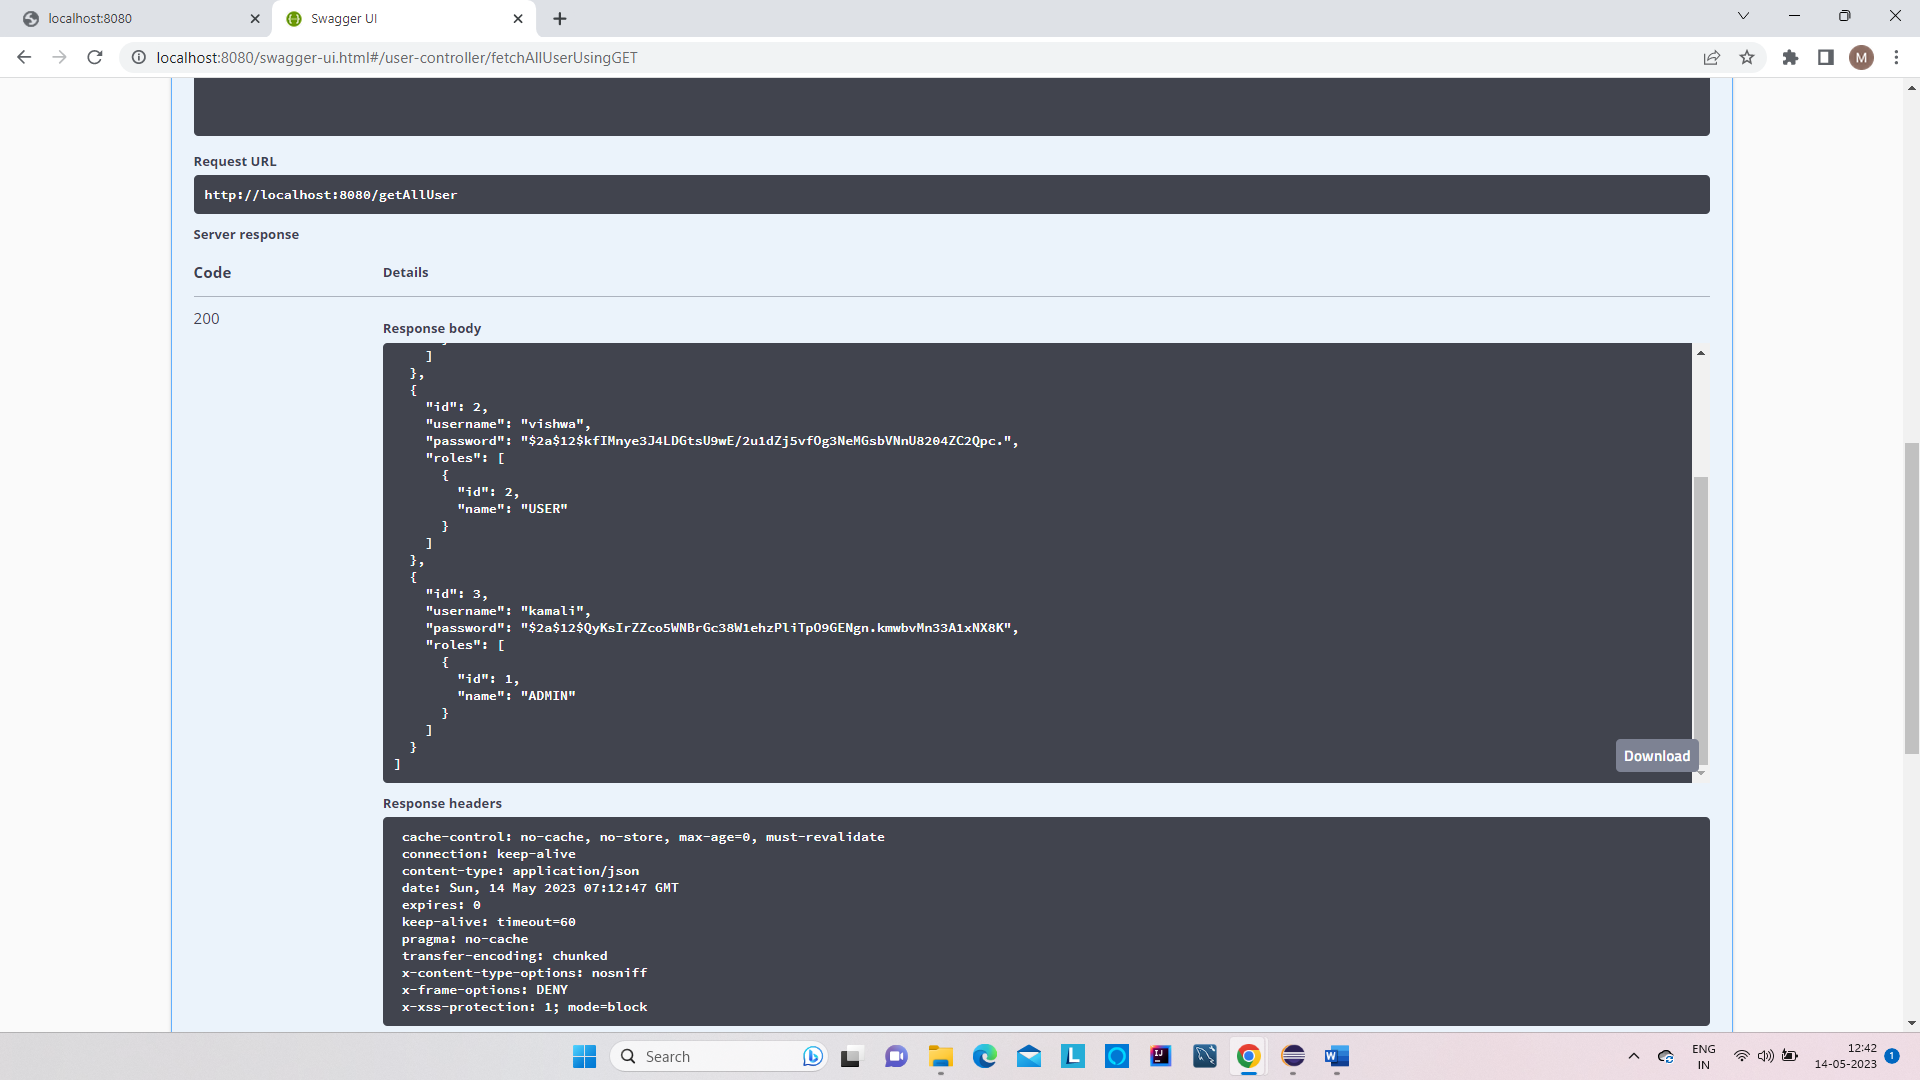 localhost:8080
Swagger UI
localhost:8080/swagger-ui.html#/user-controller/fetchAllUserUsingGET
M
Request URL
http://localhost:8080/getAllUser
Server response
Code Details
200
Response body
]
},
{
"id": 2,
"username": "vishwa",
"password": "$2a$12$kfIMnye3J4LDGtsU9wE/2u1dZj5vfOg3NeMGsbVNnU8204ZC2Qpc.",
"roles": [
{
"id": 2,
"name": "USER"
}
]
},
{
"id": 3,
"username": "kamali",
"password": "$2a$12$QyKsIrZZco5WNBrGc38W1ehzPliTpO9GENgn.kmwbvMn33A1xNX8K",
"roles": [
{
"id": 1,
"name": "ADMIN"
}
]
}
]
Download
Response headers
cache-control: no-cache, no-store, max-age=0, must-revalidate
connection: keep-alive
content-type: application/json
date: Sun, 14 May 2023 07:12:47 GMT
expires: 0
keep-alive: timeout=60
pragma: no-cache
transfer-encoding: chunked
x-content-type-options: nosniff
x-frame-options: DENY
x-xss-protection: 1; mode=block
Search
ENG
IN
12:42
14-05-2023
1